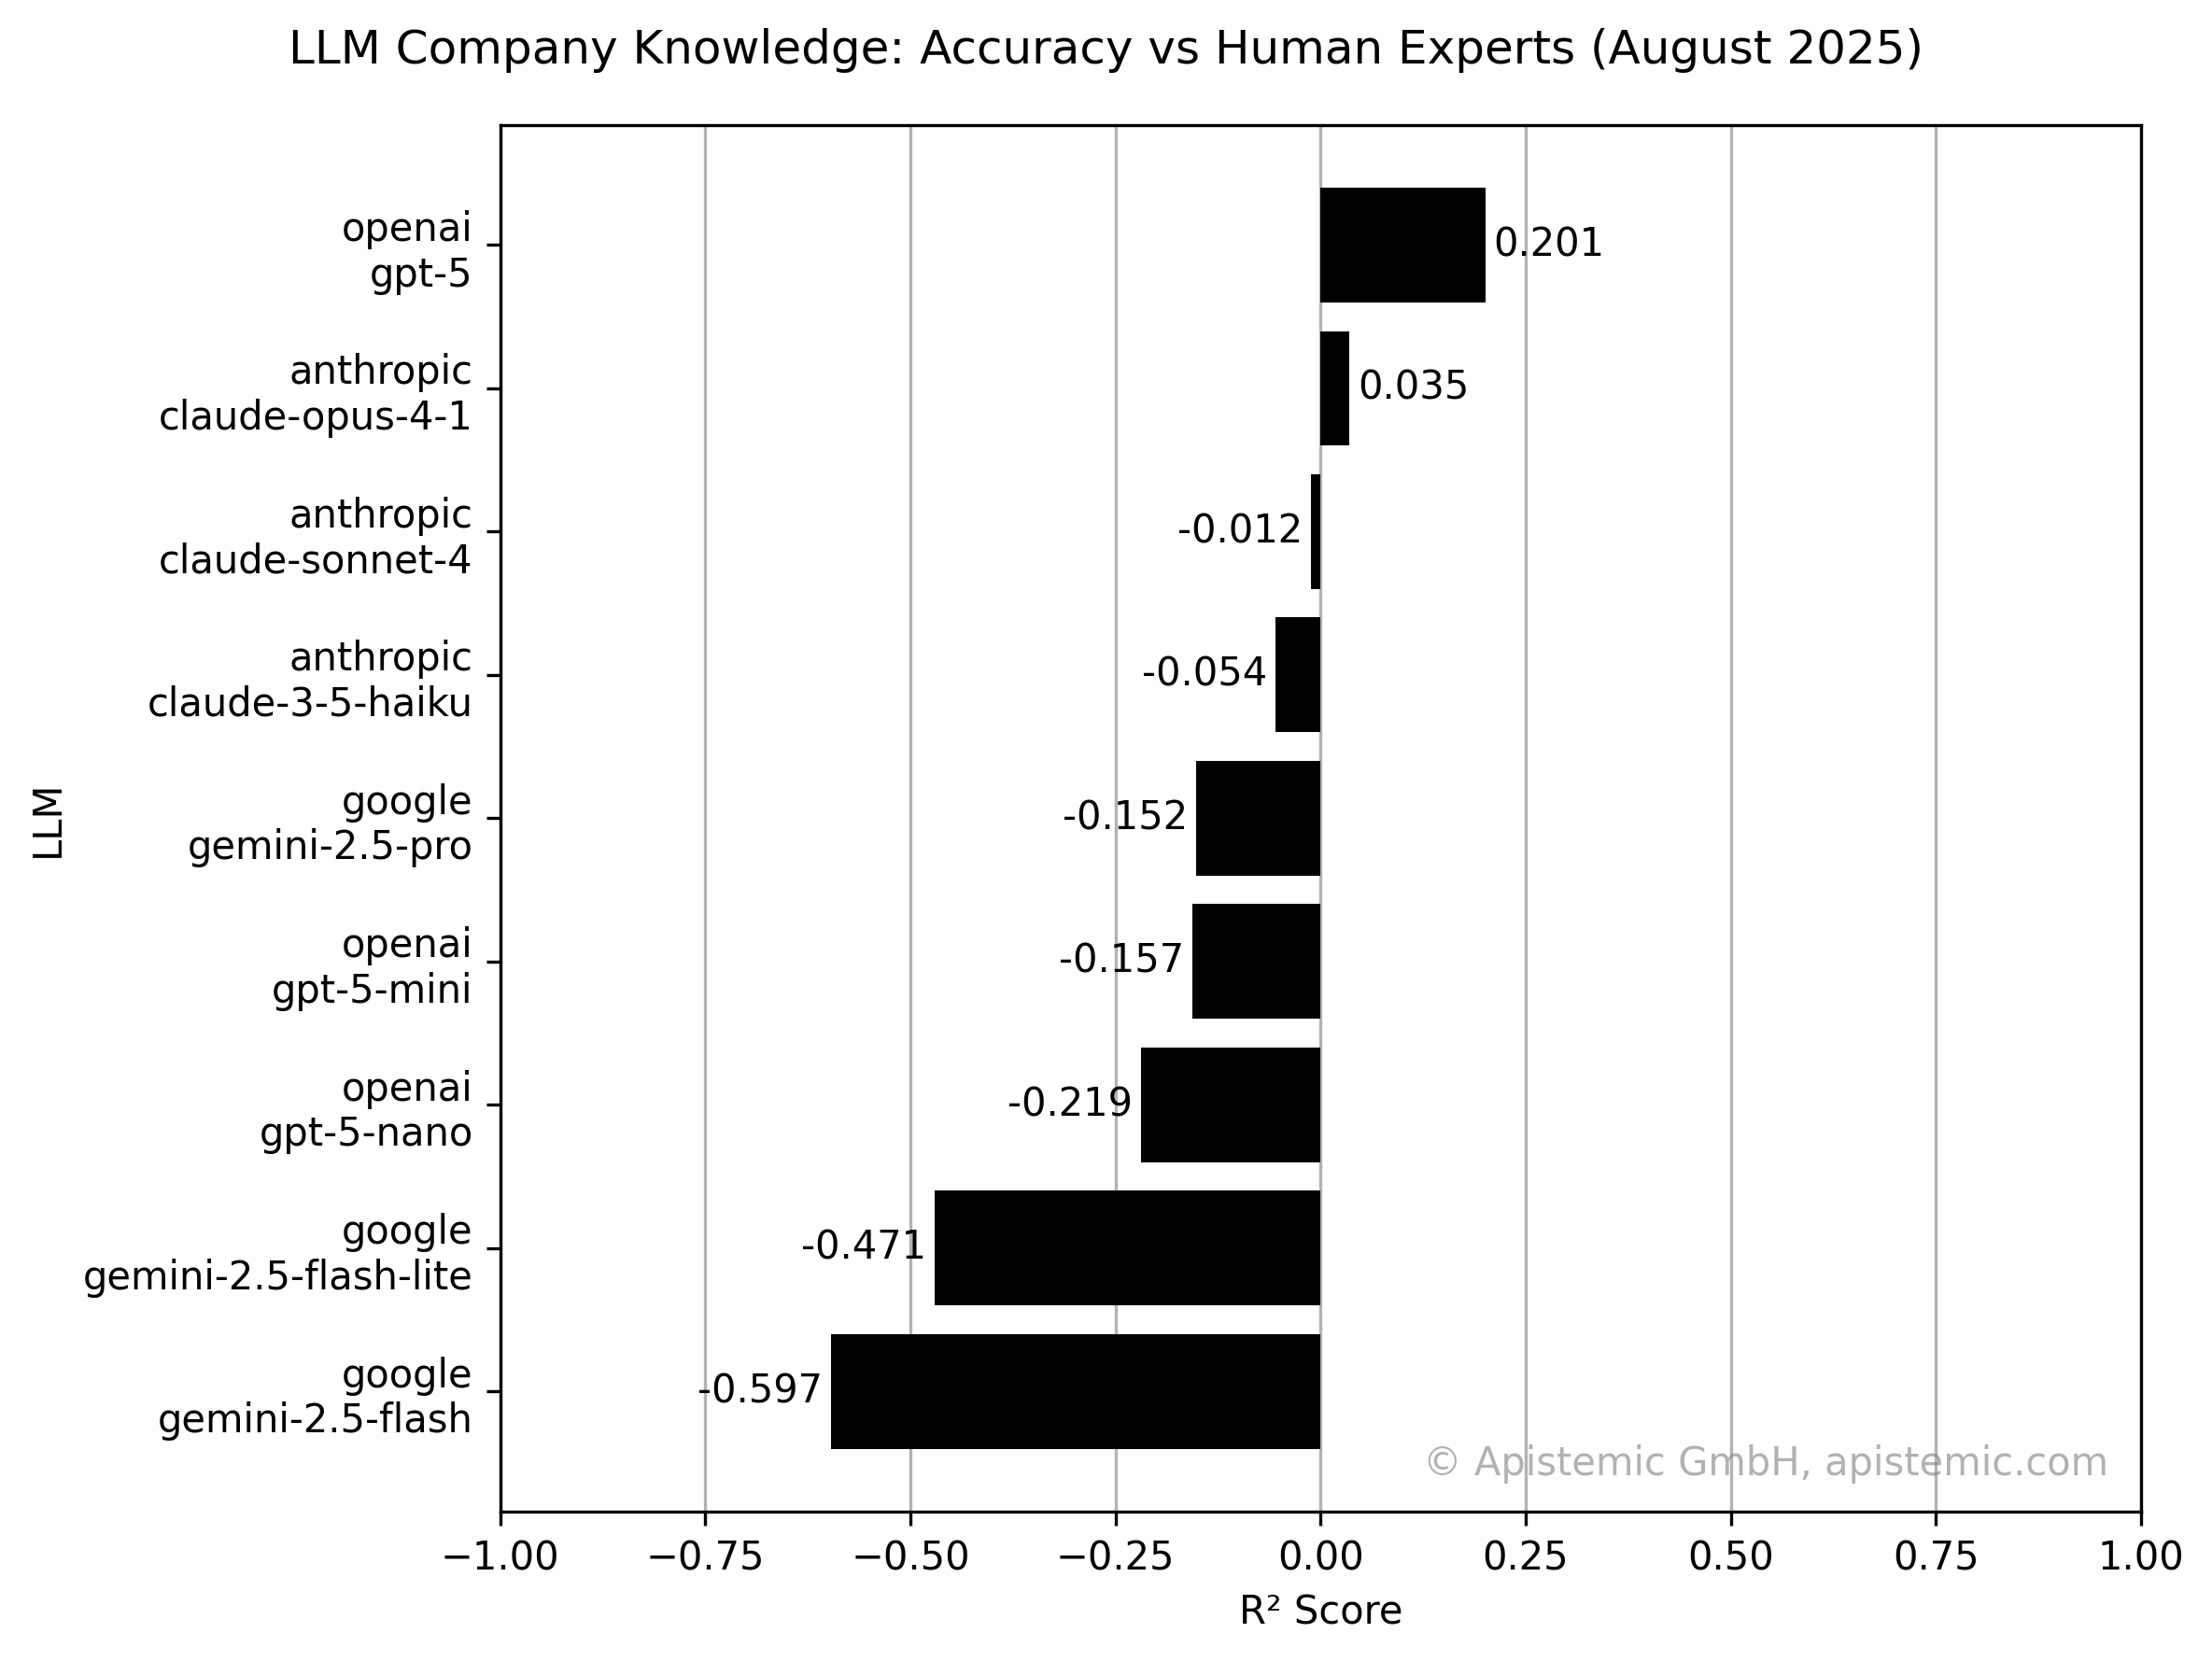 LLM Company Knowledge: Accuracy vs Human Experts (August 2025)
openai
gpt-5
0.201
anthropic
claude-opus-4-1
0.035
anthropic
claude-sonnet-4
-0.012
anthropic
claude-3-5-haiku
-0.054
google
gemini-2.5-pro
-0.152
openai
gpt-5-mini
-0.157
openai
gpt-5-nano
-0.219
google
gemini-2.5-flash-lite
-0.471
google
gemini-2.5-flash
-0.597
LLM
© Apistemic GmbH, apistemic.com
−1.00 −0.75 −0.50 −0.25 0.00 0.25 0.50 0.75 1.00
R² Score